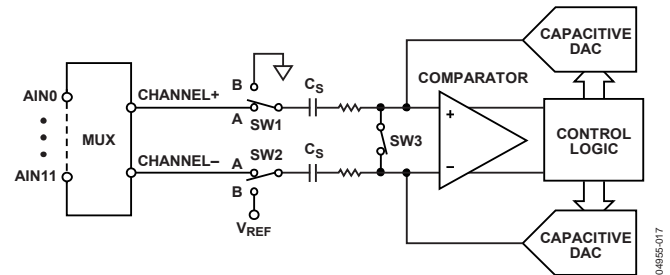 CAPACITIVE
DAC
B
CS
COMPARATOR
AIN0
CHANNEL+
A
SW1
+
MUX
SW3
CONTROL
LOGIC
CHANNEL–
A
SW2
CS
–
AIN11
B
VREF
CAPACITIVE
DAC
04955-017